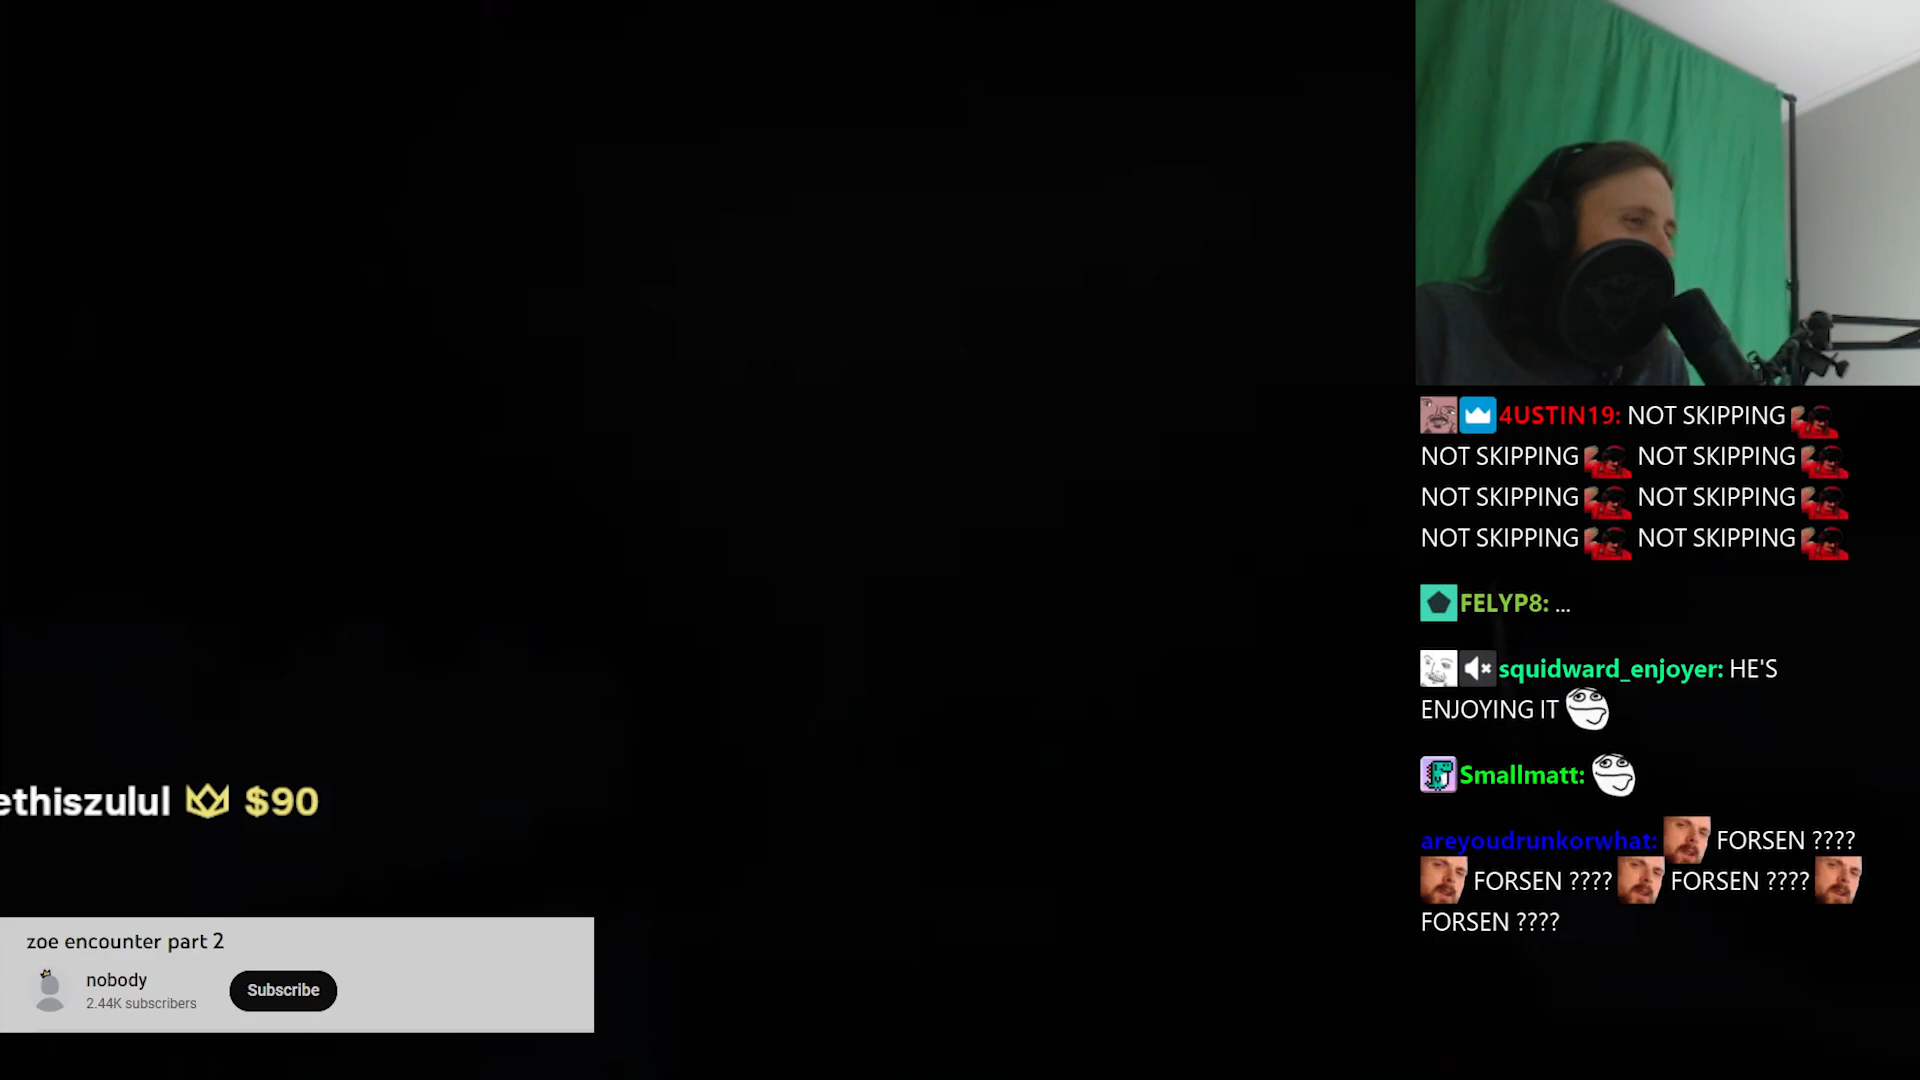 4USTIN19: NOT SKIPPING
NOT SKIPPING NOT SKIPPING
NOT SKIPPING NOT SKIPPING
NOT SKIPPING NOT SKIPPING
FELYP8: ...
squidward_enjoyer: HE'S
ENJOYING IT
Smallmatt:
areyoudrunkorwhat: FORSEN ????
FORSEN ???? FORSEN ????
FORSEN ????
ethiszulul $90
zoe encounter part 2
nobody
2.44K subscribers
Subscribe